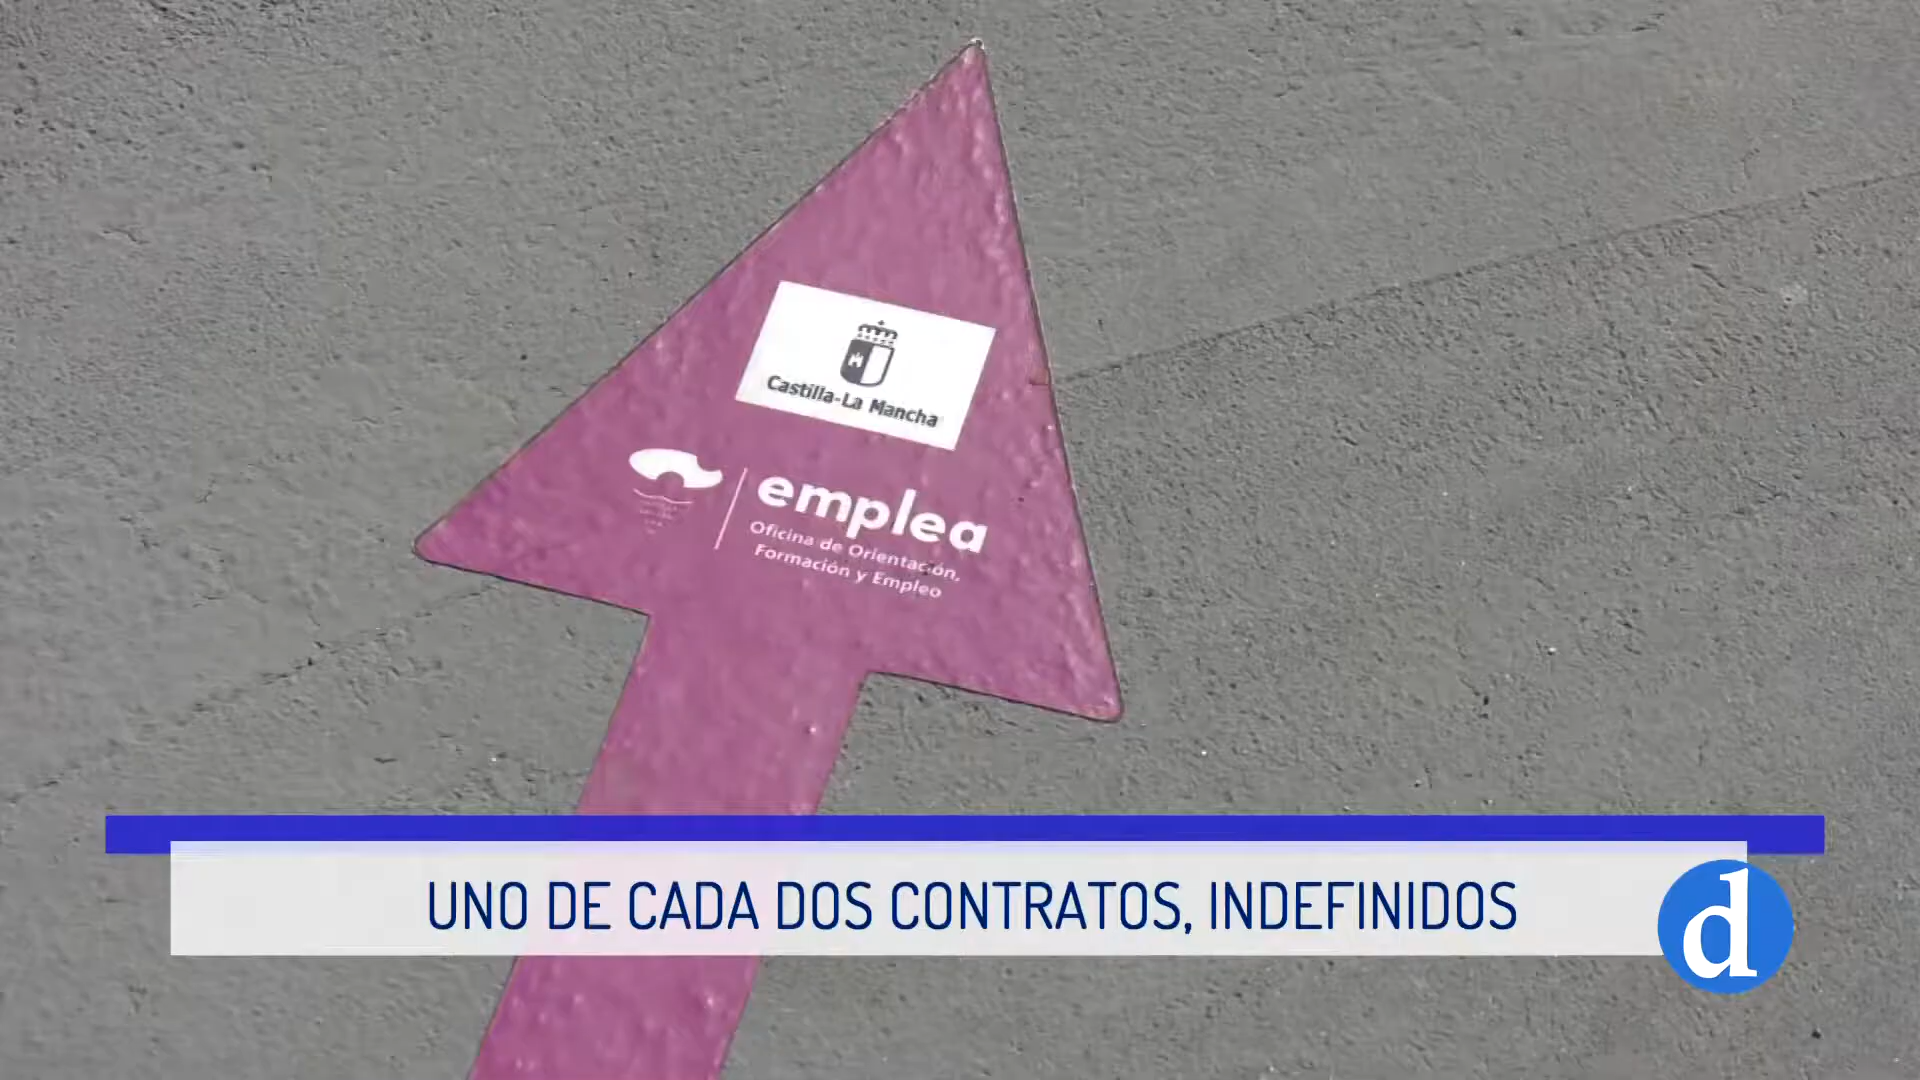 Castilla-La Mancha
emplea
Oficina de Orientación,
Formación y Empleo
UNO DE CADA DOS CONTRATOS, INDEFINIDOS
d